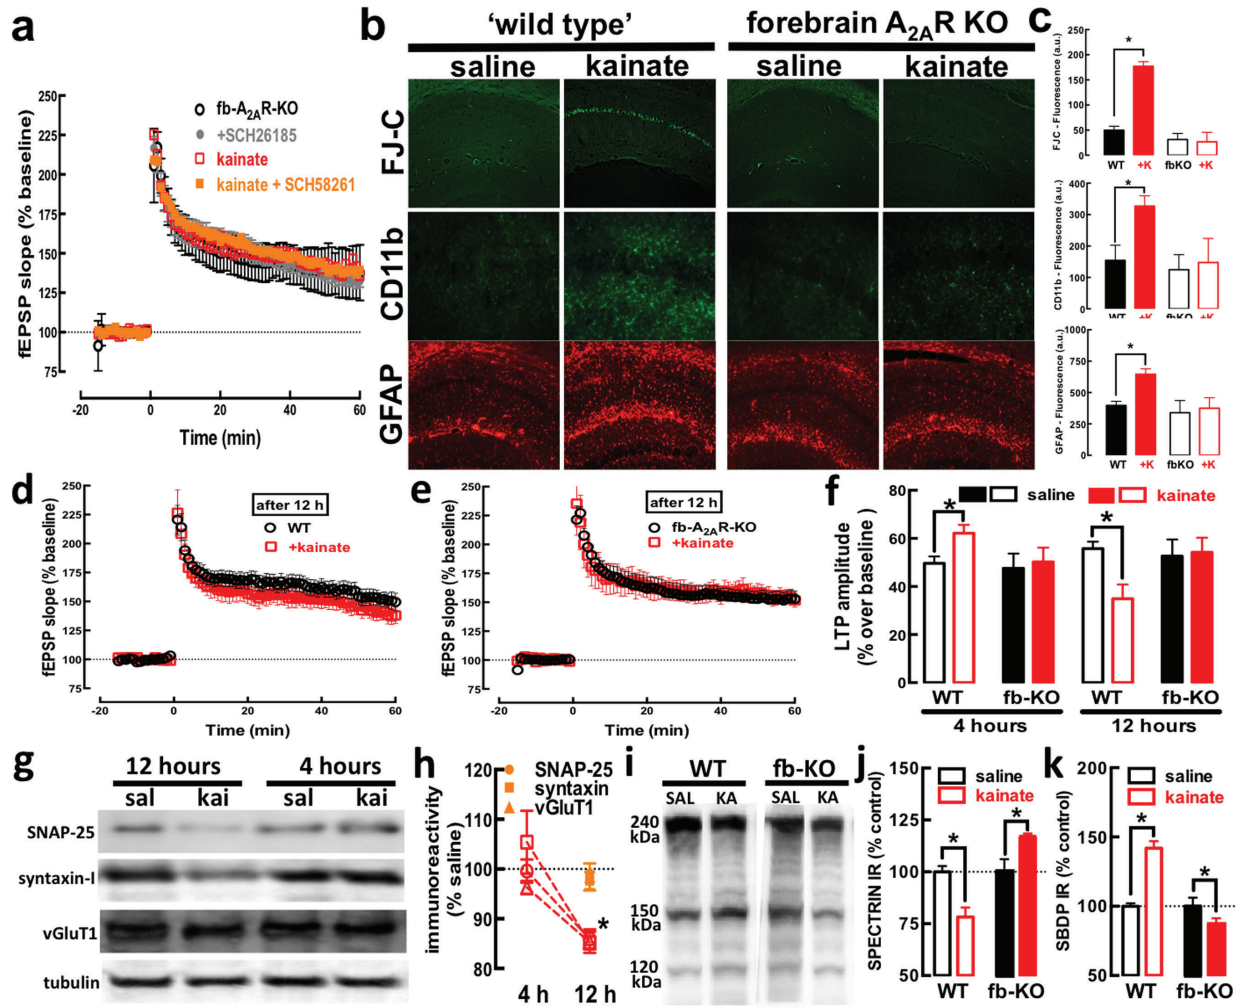 a
fEPSP slope (% baseline)
250
225
200
175
150
125
100
75
-20 0 20 40 60
Time (min)
fb-A2AR-KO
+SCH26185
kainate
kainate + SCH58261
b
'wild type' forebrain A2AR KO
saline kainate saline kainate
FJ-C
CD11b
GFAP
c
FJC - Fluorescence (a.u.)
250
200
150
100
50
0
*
WT +K fbKO +K
CD11b - Fluorescence (a.u.)
400
300
200
100
0
*
WT +K fbKO +K
GFAP - Fluorescence (a.u.)
1000
750
500
250
0
*
WT +K fbKO +K
d
fEPSP slope (% baseline)
250
225
200
175
150
125
100
75
-20 0 20 40 60
Time (min)
after 12 h
WT
+kainate
e
fEPSP slope (% baseline)
250
225
200
175
150
125
100
75
-20 0 20 40 60
Time (min)
after 12 h
fb-A2AR-KO
+kainate
f
LTP amplitude
(% over baseline)
80
60
40
20
0
saline kainate
* *
WT fb-KO WT fb-KO
4 hours 12 hours
g
12 hours 4 hours
sal kai sal kai
SNAP-25
syntaxin-I
vGluT1
tubulin
h
immunoreactivity
(% saline)
120
110
100
90
80
SNAP-25
syntaxin
vGluT1
*
4 h 12 h
i
WT fb-KO
SAL KA SAL KA
240
kDa
150
kDa
120
kDa
j
SPECTRIN IR (% control)
150
125
100
75
50
saline
kainate
* *
WT fb-KO
k
SBDP IR (% control)
200
150
100
50
saline
kainate
* *
WT fb-KO